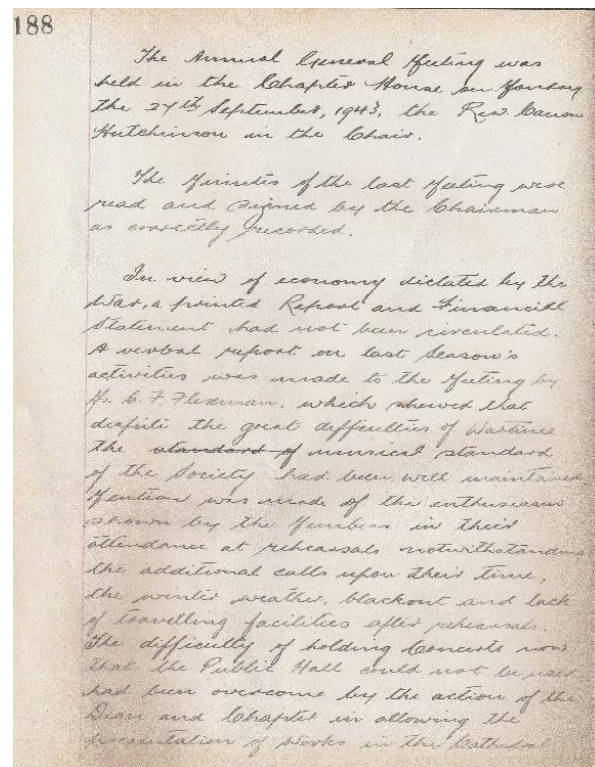 188
The Annual General Meeting was
held in the Chapter House on Monday
the 27th September, 1943, the Rev. Canon
Hutchinson in the Chair.
The Minutes of the last Meeting were
read and signed by the Chairman
as correctly recorded.
In view of economy dictated by the
War, a printed Report and Financial
Statement had not been circulated.
A verbal report on last Season's
activities was made to the Meeting by
Mr. C. F. Flexman, which shewed that
despite the great difficulties of Wartime
the standard of musical standard
of the Society had been well maintained
Mention was made of the enthusiasm
shown by the Members in their
attendance at rehearsals notwithstanding
the additional calls upon their time,
the winter weather, blackout and lack
of travelling facilities after rehearsals.
The difficulty of holding Concerts now
that the Public Hall could not be used
had been overcome by the action of the
Dean and Chapter in allowing the
presentation of Works in the Cathedral